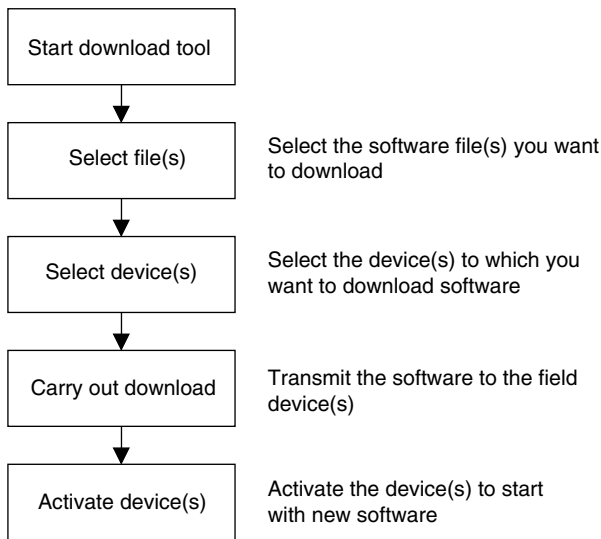 Start download tool
Select file(s)
Select the software file(s) you want
to download
Select device(s)
Select the device(s) to which you
want to download software
Carry out download
Transmit the software to the field
device(s)
Activate device(s)
Activate the device(s) to start
with new software